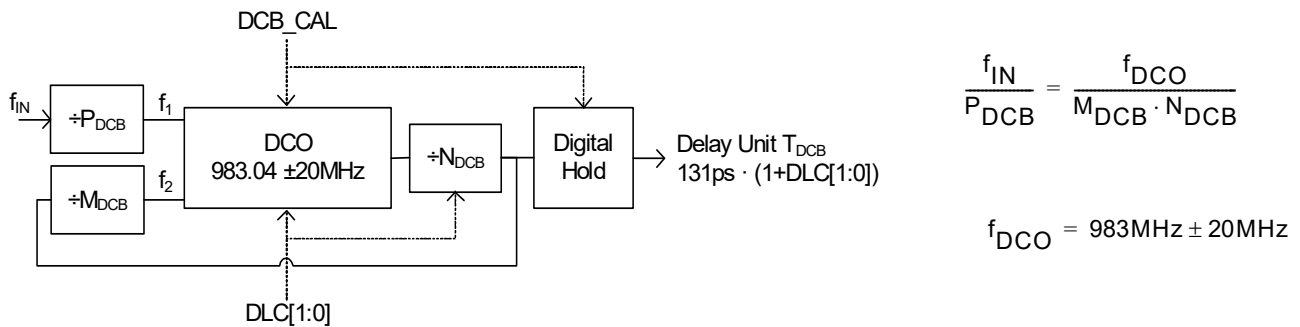 DCB_CAL
fIN
÷PDCB
f1
DCO
983.04 ±20MHz
÷NDCB
Digital
Hold
Delay Unit TDCB
131ps · (1+DLC[1:0])
÷MDCB
f2
DLC[1:0]
fIN / PDCB = fDCO / MDCB · NDCB
fDCO = 983MHz ± 20MHz